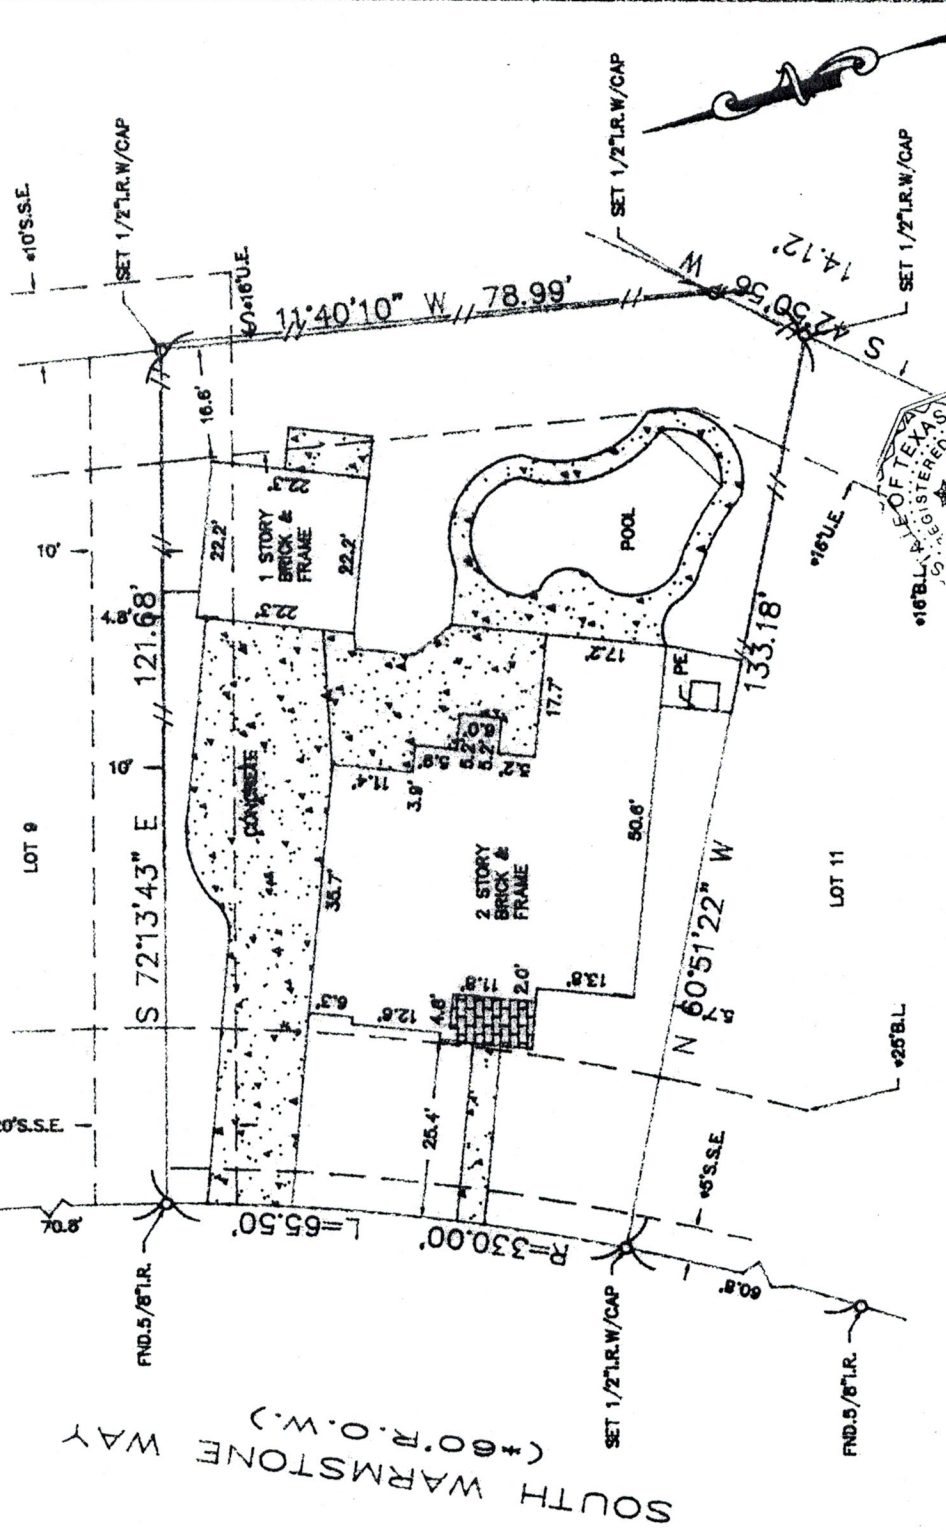 *10'S.S.E.
SET 1/2"I.R.W/CAP
*16'U.E.
11°40'10" W 78.99'
SET 1/2"I.R.W/CAP
N
SET 1/2"I.R.W/CAP
S 42°50'56" W
14.12'
16.6'
10'
4.8'
10'
S 72°13'43" E 121.68'
LOT 9
22.2'
22.3'
1 STORY
BRICK &
FRAME
22.2'
22.3'
POOL
17.2'
PE
133.18'
*16'U.E.
*16'B.L.
OF TEXAS
REGISTERED
CONCRETE
11.4'
3.9'
5.2'
6.0'
5.2'
17.7'
35.7'
2 STORY
BRICK &
FRAME
50.6'
N 60°51'22" W
LOT 11
6.3'
12.6'
4.6'
11.8'
2.0'
13.8'
5.7'
*25'B.L.
25.4'
*5'S.S.E.
0'S.S.E.
70.8'
L=65.50'
R=330.00'
60.8'
FND.5/8"I.R.
SET 1/2"I.R.W/CAP
FND.5/8"I.R.
SOUTH WARMSTONE WAY
(*60'R.O.W.)